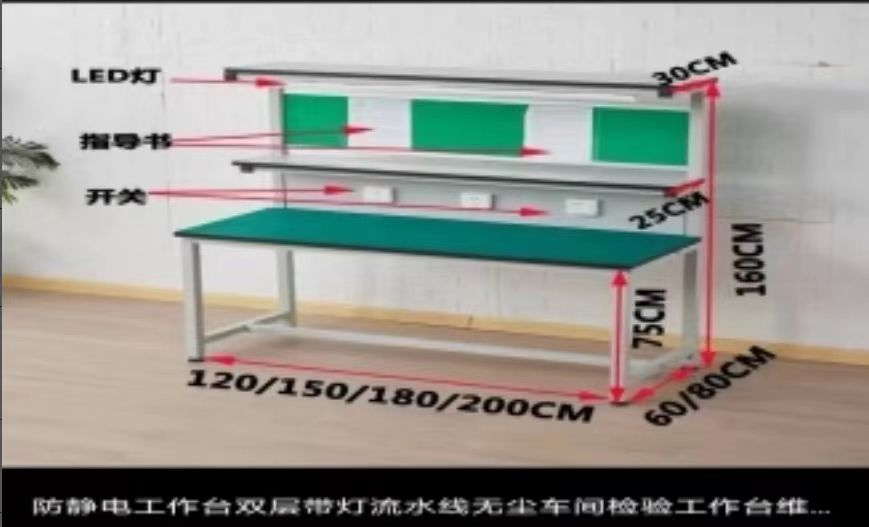 30CM
LED灯
指导书
开关
25CM
160CM
75CM
120/150/180/200CM
60/80CM
防静电工作台双层带灯流水线无尘车间检验工作台维...